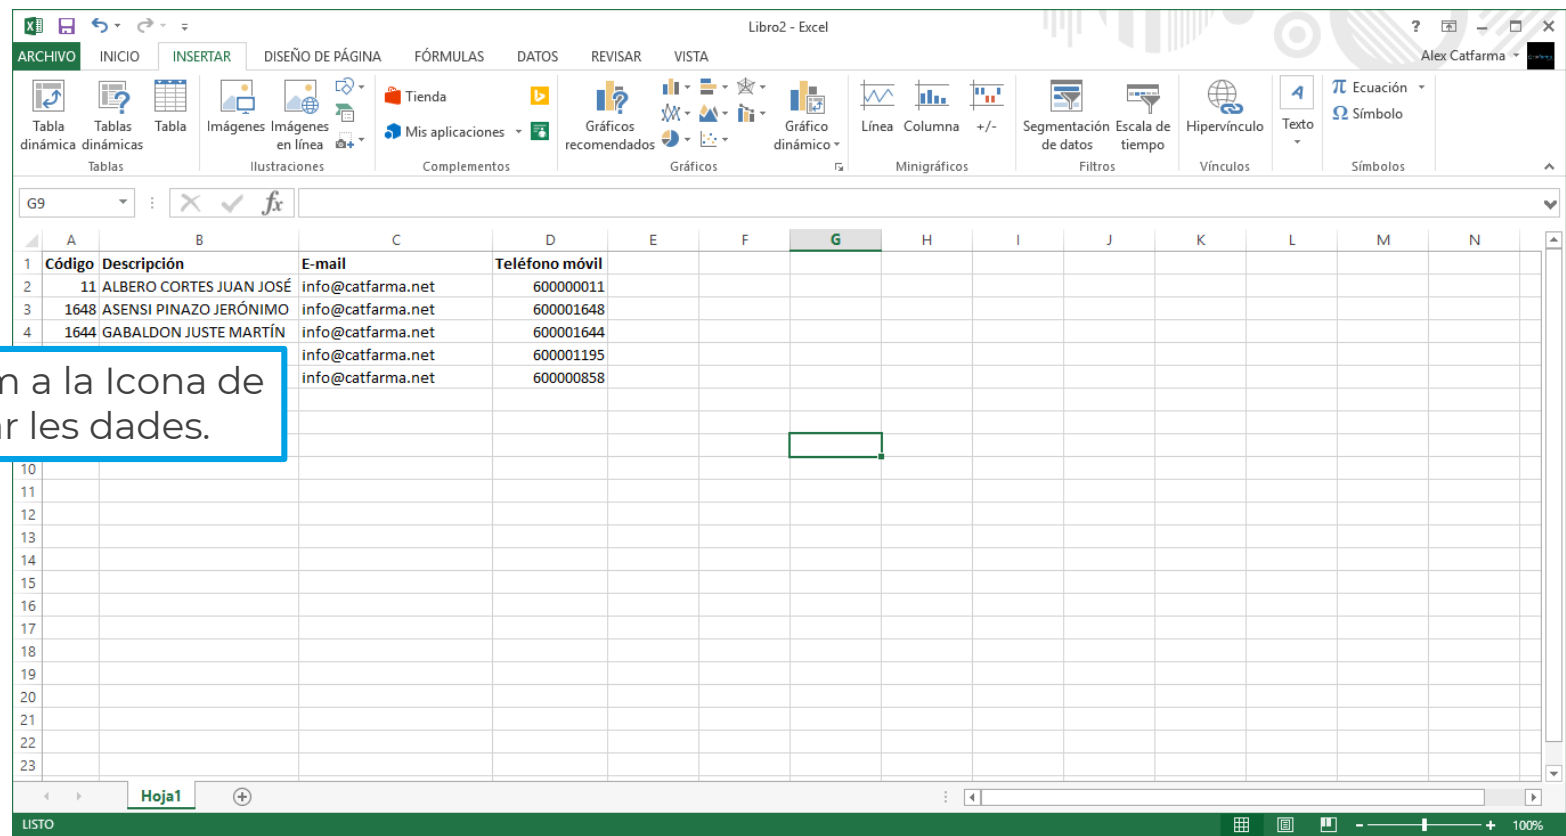 Libro2 - Excel
?
ARCHIVO INICIO INSERTAR DISEÑO DE PÁGINA FÓRMULAS DATOS REVISAR VISTA Alex Catfarma
Tabla dinámica
Tablas dinámicas
Tabla
Tablas
Imágenes
Imágenes en línea
Ilustraciones
Tienda
Mis aplicaciones
Complementos
Gráficos recomendados
Gráficos
Gráfico dinámico
Línea Columna +/-
Minigráficos
Segmentación de datos
Escala de tiempo
Filtros
Hipervínculo
Vínculos
Texto
π Ecuación
Ω Símbolo
Símbolos
G9 fx
A B C D E F G H I J K L M N
1 Código Descripción E-mail Teléfono móvil
2 11 ALBERO CORTES JUAN JOSÉ info@catfarma.net 600000011
3 1648 ASENSI PINAZO JERÓNIMO info@catfarma.net 600001648
4 1644 GABALDON JUSTE MARTÍN info@catfarma.net 600001644
info@catfarma.net 600001195
info@catfarma.net 600000858
a la Icona de
les dades.
10
11
12
13
14
15
16
17
18
19
20
21
22
23
Hoja1
LISTO 100%